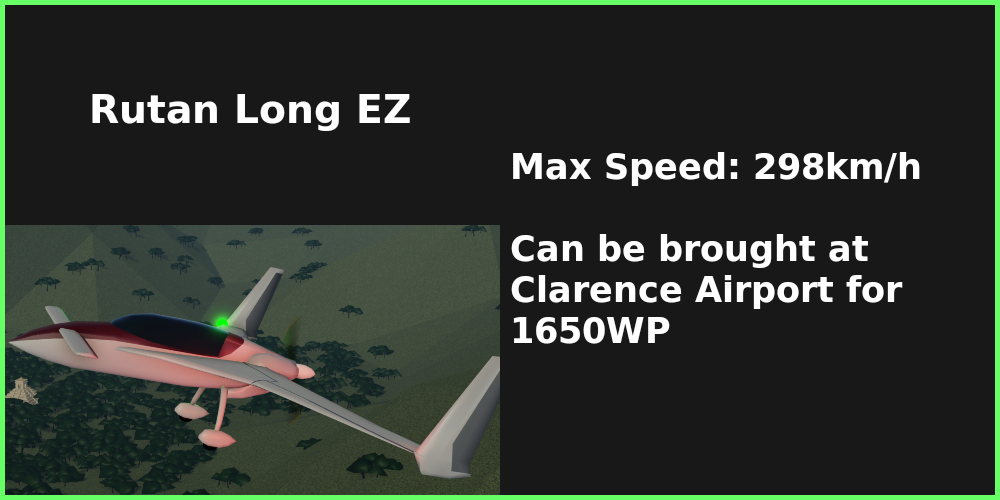 Rutan Long EZ
Max Speed: 298km/h
Can be brought at
Clarence Airport for
1650WP